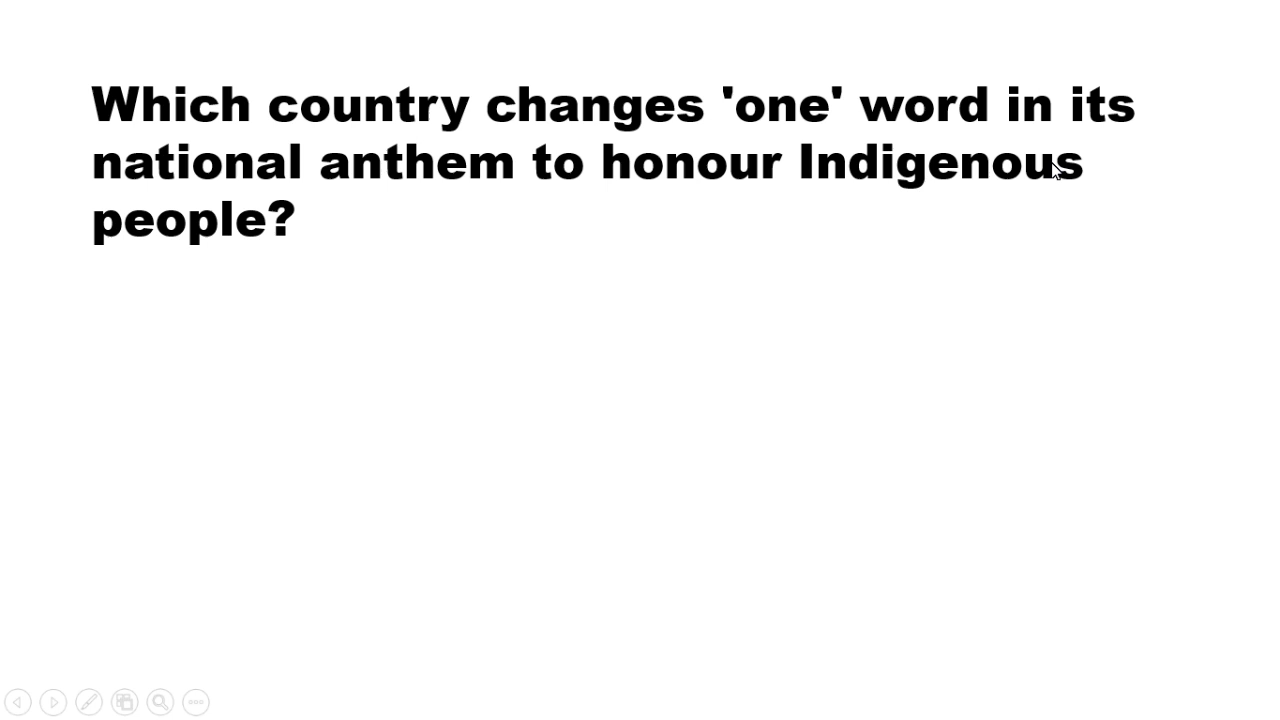 Which country changes 'one' word in its
national anthem to honour Indigenous
people?